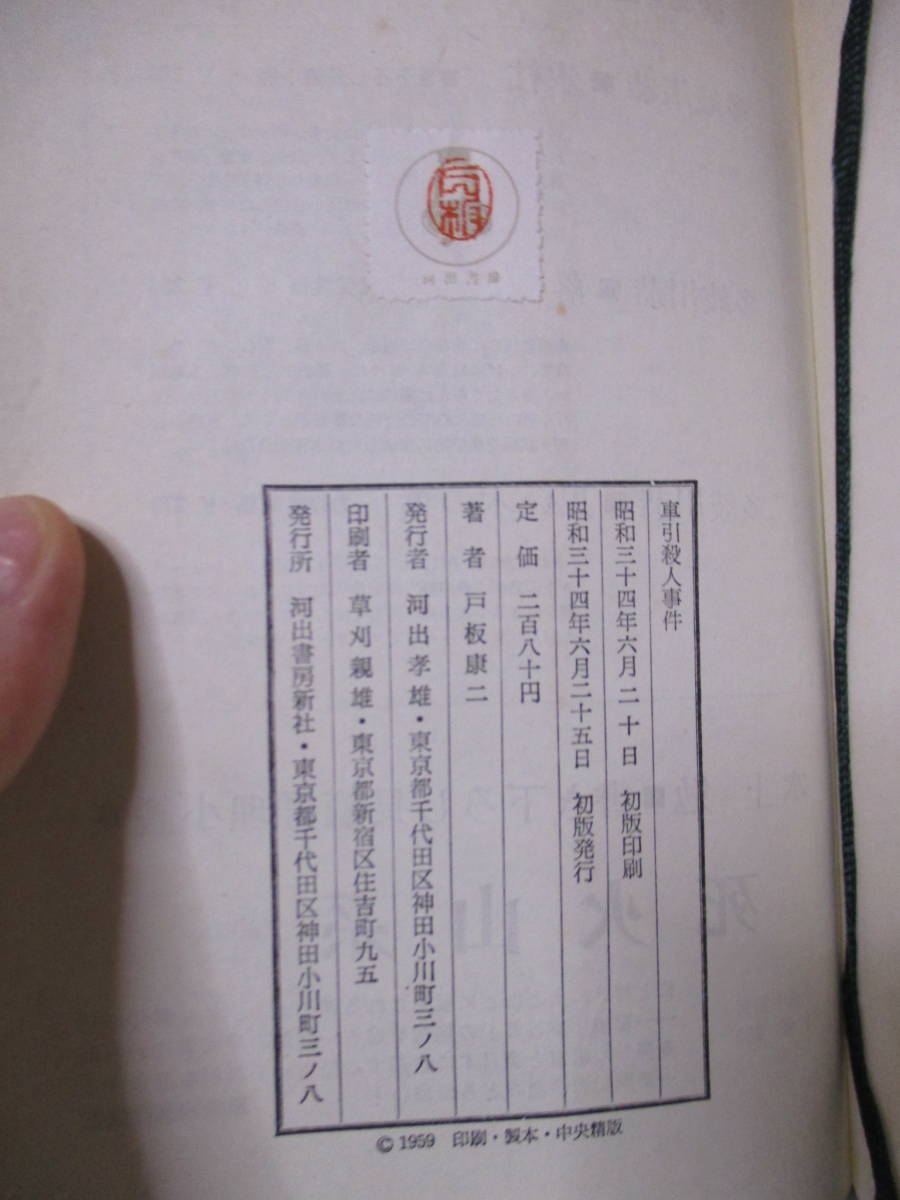 戸板
車引殺人事件
昭和三十四年六月二十日 初版印刷
昭和三十四年六月二十五日 初版発行
定価 二百八十円
著者 戸板康二
発行者 河出孝雄・東京都千代田区神田小川町三ノ八
印刷者 草刈親雄・東京都新宿区住吉町九五
発行所 河出書房新社・東京都千代田区神田小川町三ノ八
© 1959 印刷・製本・中央精版